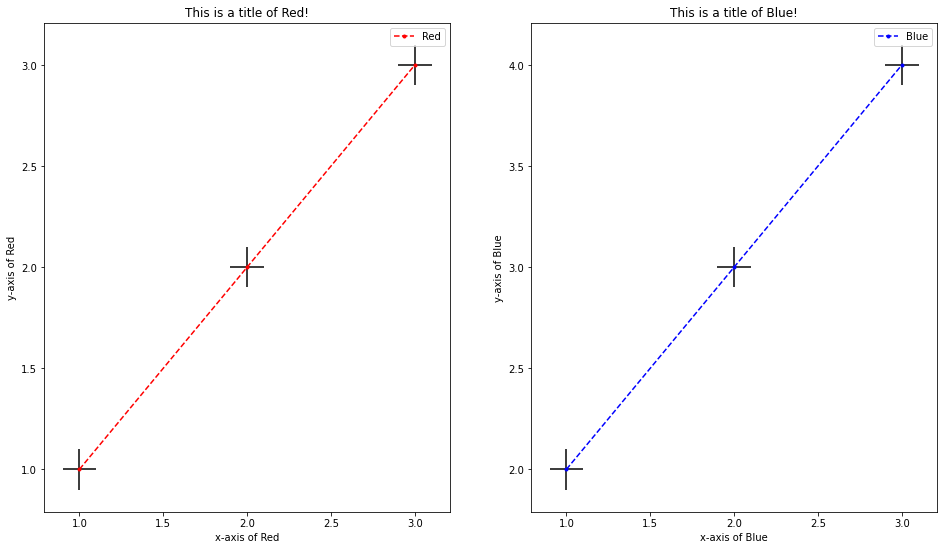 This is a title of Red!
Red
3.0
2.5
2.0
1.5
1.0
y-axis of Red
1.0 1.5 2.0 2.5 3.0
x-axis of Red
This is a title of Blue!
Blue
4.0
3.5
3.0
2.5
2.0
y-axis of Blue
1.0 1.5 2.0 2.5 3.0
x-axis of Blue